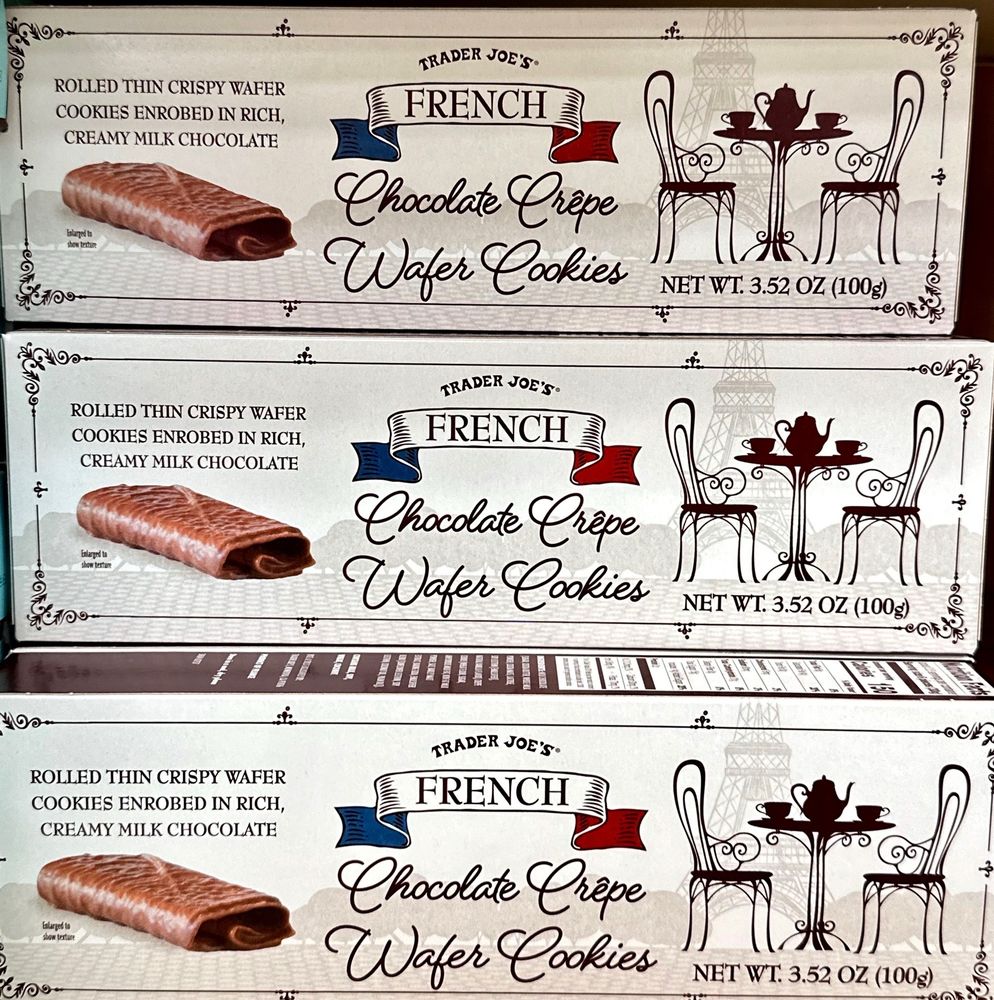 TRADER JOE'S
FRENCH
Chocolate Crêpe
Wafer Cookies
ROLLED THIN CRISPY WAFER
COOKIES ENROBED IN RICH,
CREAMY MILK CHOCOLATE
Enlarged to
show texture
NET WT. 3.52 OZ (100g)
TRADER JOE'S
FRENCH
Chocolate Crêpe
Wafer Cookies
ROLLED THIN CRISPY WAFER
COOKIES ENROBED IN RICH,
CREAMY MILK CHOCOLATE
Enlarged to
show texture
NET WT. 3.52 OZ (100g)
TRADER JOE'S
FRENCH
Chocolate Crêpe
Wafer Cookies
ROLLED THIN CRISPY WAFER
COOKIES ENROBED IN RICH,
CREAMY MILK CHOCOLATE
Enlarged to
show texture
NET WT. 3.52 OZ (100g)